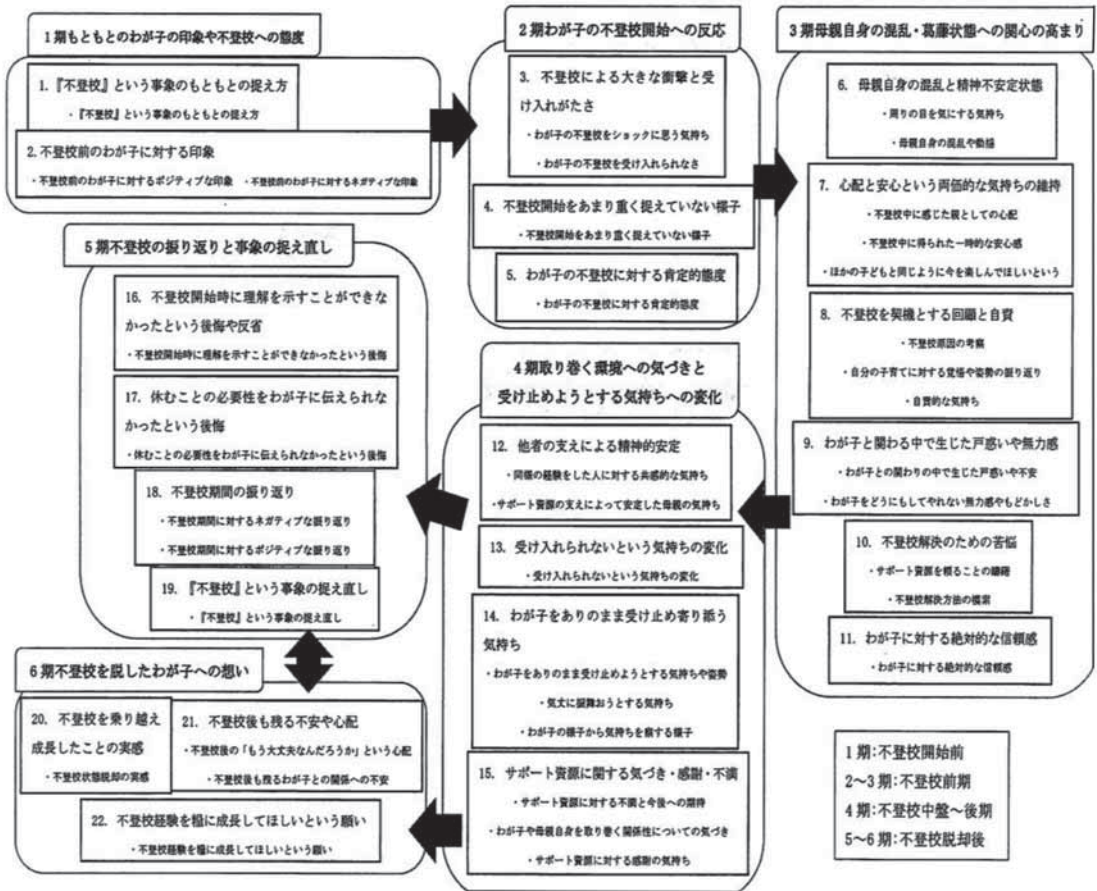 1期もともとのわが子の印象や不登校への態度
1. 『不登校』という事象のもともとの捉え方
・『不登校』という事象のもともとの捉え方
2. 不登校前のわが子に対する印象
・不登校前のわが子に対するポジティブな印象 ・不登校前のわが子に対するネガティブな印象
2期わが子の不登校開始への反応
3. 不登校による大きな衝撃と受
け入れがたさ
・わが子の不登校をショックに思う気持ち
・わが子の不登校を受け入れられなさ
4. 不登校開始をあまり重く捉えていない様子
・不登校開始をあまり重く捉えていない様子
5. わが子の不登校に対する肯定的態度
・わが子の不登校に対する肯定的態度
3期母親自身の混乱・葛藤状態への関心の高まり
6. 母親自身の混乱と精神不安定状態
・周りの目を気にする気持ち
・母親自身の混乱や動揺
7. 心配と安心という両価的な気持ちの維持
・不登校中に感じた親としての心配
・不登校中に得られた一時的な安心感
・ほかの子どもと同じように今を楽しんでほしいという
8. 不登校を契機とする回顧と自責
・不登校原因の考察
・自分の子育てに対する覚悟や姿勢の振り返り
・自責的な気持ち
9. わが子と関わる中で生じた戸惑いや無力感
・わが子との関わりの中で生じた戸惑いや不安
・わが子をどうにもしてやれない無力感やもどかしさ
10. 不登校解決のための苦悩
・サポート資源を頼ることの躊躇
・不登校解決方法の模索
11. わが子に対する絶対的な信頼感
・わが子に対する絶対的な信頼感
4期取り巻く環境への気づきと
受け止めようとする気持ちへの変化
12. 他者の支えによる精神的安定
・同様の経験をした人に対する共感的な気持ち
・サポート資源の支えによって安定した母親の気持ち
13. 受け入れられないという気持ちの変化
・受け入れられないという気持ちの変化
14. わが子をありのまま受け止め寄り添う
気持ち
・わが子をありのまま受け止めようとする気持ちや姿勢
・気丈に振舞おうとする気持ち
・わが子の様子から気持ちを察する様子
15. サポート資源に関する気づき・感謝・不満
・サポート資源に対する不満と今後への期待
・わが子や母親自身を取り巻く関係性についての気づき
・サポート資源に対する感謝の気持ち
5期不登校の振り返りと事象の捉え直し
16. 不登校開始時に理解を示すことができな
かったという後悔や反省
・不登校開始時に理解を示すことができなかったという後悔
17. 休むことの必要性をわが子に伝えられな
かったという後悔
・休むことの必要性をわが子に伝えられなかったという後悔
18. 不登校期間の振り返り
・不登校期間に対するネガティブな振り返り
・不登校期間に対するポジティブな振り返り
19. 『不登校』という事象の捉え直し
・『不登校』という事象の捉え直し
6期不登校を脱したわが子への想い
20. 不登校を乗り越え
成長したことの実感
・不登校状態脱却の実感
21. 不登校後も残る不安や心配
・不登校後の「もう大丈夫なんだろうか」という心配
・不登校後も残るわが子との関係への不安
22. 不登校経験を糧に成長してほしいという願い
・不登校経験を糧に成長してほしいという願い
1期：不登校開始前
2〜3期：不登校前期
4期：不登校中盤〜後期
5〜6期：不登校脱却後